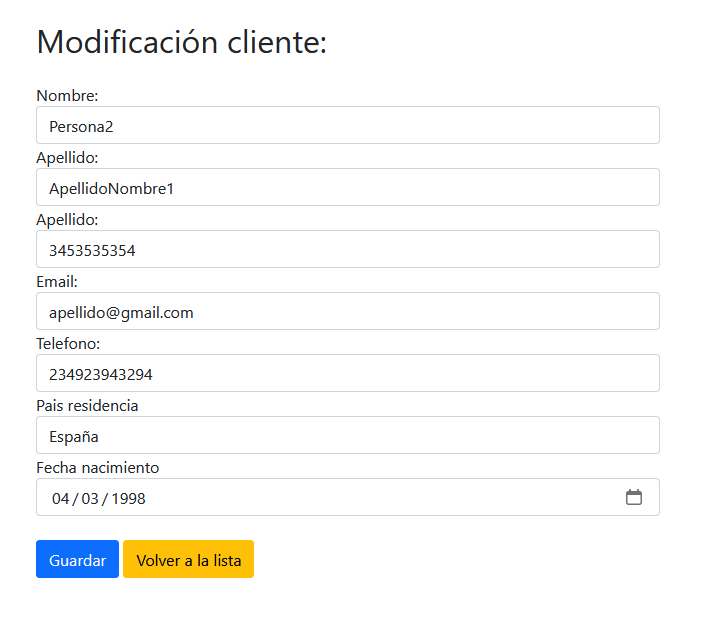 Modificación cliente:
Nombre:
Persona2
Apellido:
ApellidoNombre1
Apellido:
3453535354
Email:
apellido@gmail.com
Telefono:
234923943294
Pais residencia
España
Fecha nacimiento
04/03/1998
Guardar Volver a la lista